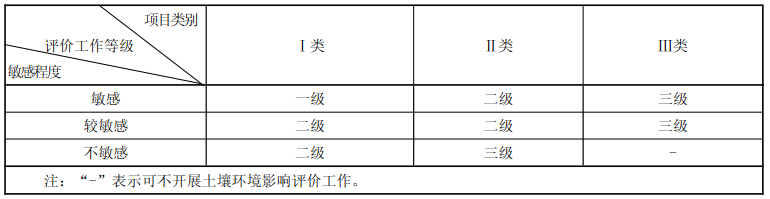 项目类别
评价工作等级
敏感程度
Ⅰ类 Ⅱ类 Ⅲ类
敏感 一级 二级 三级
较敏感 二级 二级 三级
不敏感 二级 三级 -
注：“-”表示可不开展土壤环境影响评价工作。